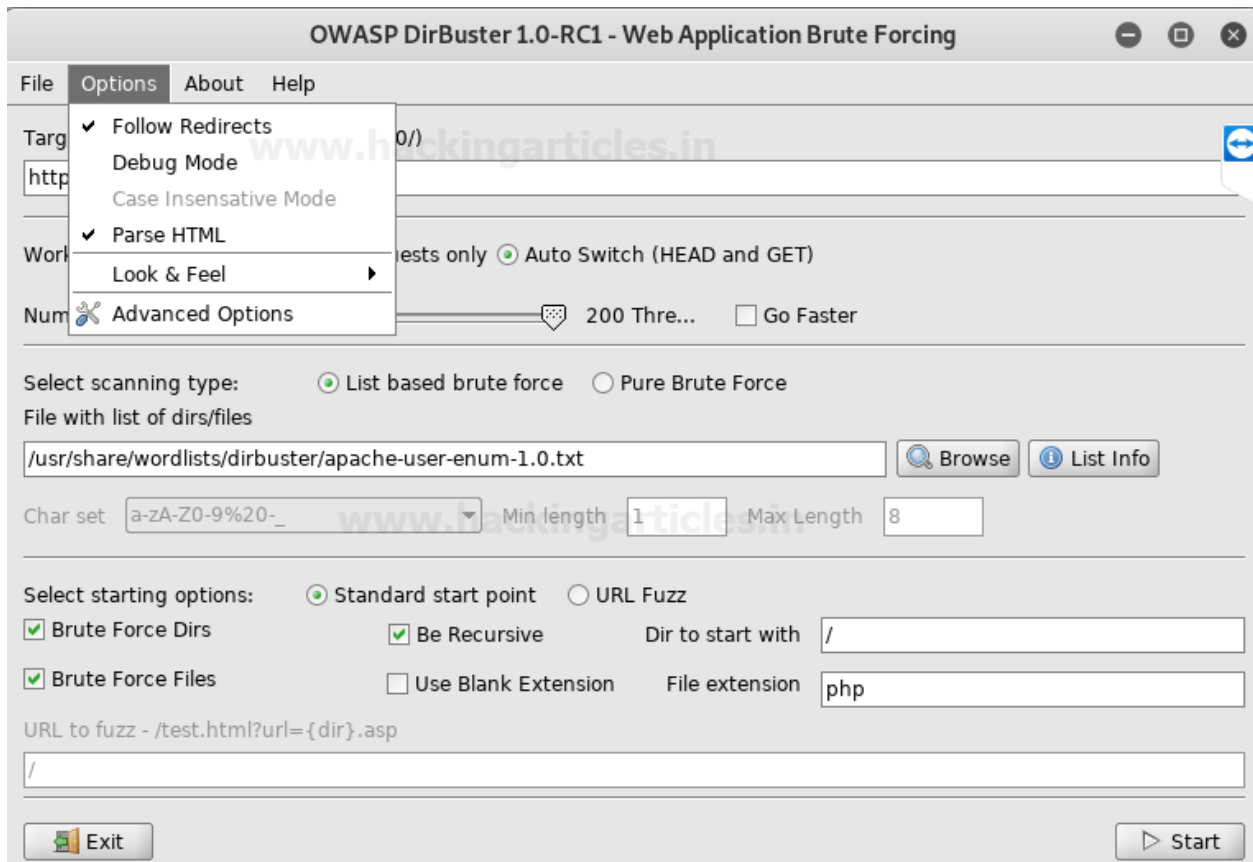 OWASP DirBuster 1.0-RC1 - Web Application Brute Forcing
File Options About Help
Follow Redirects
Targ 0/)
www.hackingarticles.in
Debug Mode
http
Case Insensative Mode
Parse HTML
Work ests only Auto Switch (HEAD and GET)
Look & Feel
Num Advanced Options 200 Thre... Go Faster
Select scanning type: List based brute force Pure Brute Force
File with list of dirs/files
/usr/share/wordlists/dirbuster/apache-user-enum-1.0.txt Browse List Info
Char set a-zA-Z0-9%20-_ Min length 1 Max Length 8
www.hackingarticles.in
Select starting options: Standard start point URL Fuzz
Brute Force Dirs Be Recursive Dir to start with /
Brute Force Files Use Blank Extension File extension php
URL to fuzz - /test.html?url={dir}.asp
/
Exit Start